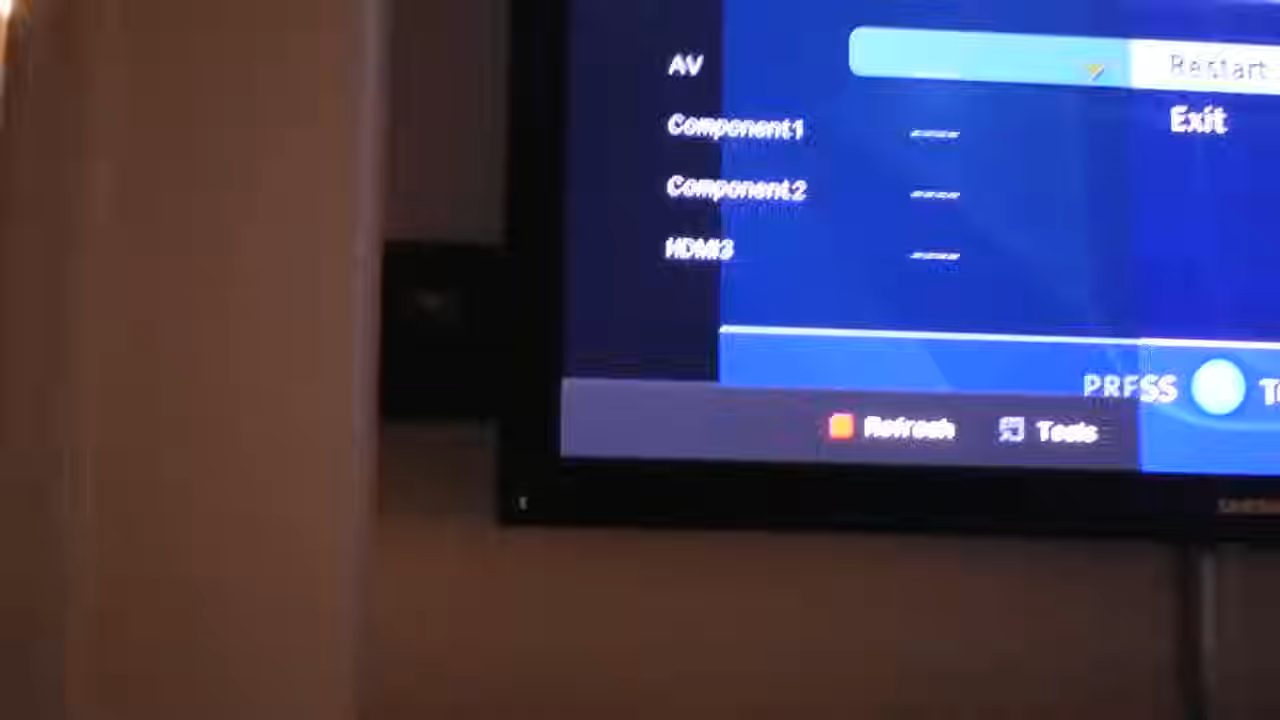 AV
Restart
Component1 ----
Exit
Component2 ----
HDMI3 ----
PRESS
Refresh Tools